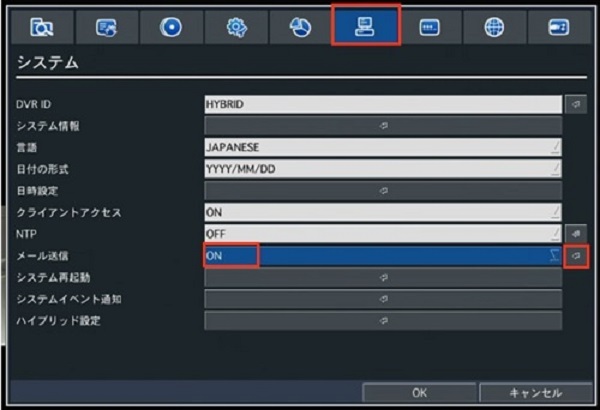 システム
DVR ID HYBRID
システム情報
言語 JAPANESE
日付の形式 YYYY/MM/DD
日時設定
クライアントアクセス ON
NTP OFF
メール送信 ON
システム再起動
システムイベント通知
ハイブリッド設定
OK キャンセル